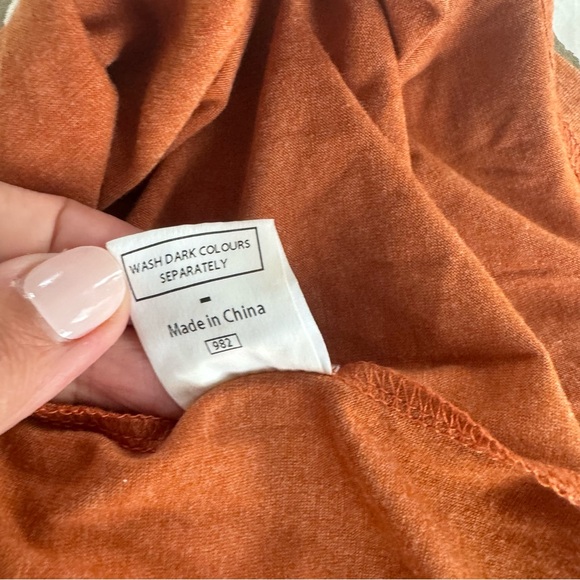 WASH DARK COLOURS
SEPARATELY
-
Made in China
982